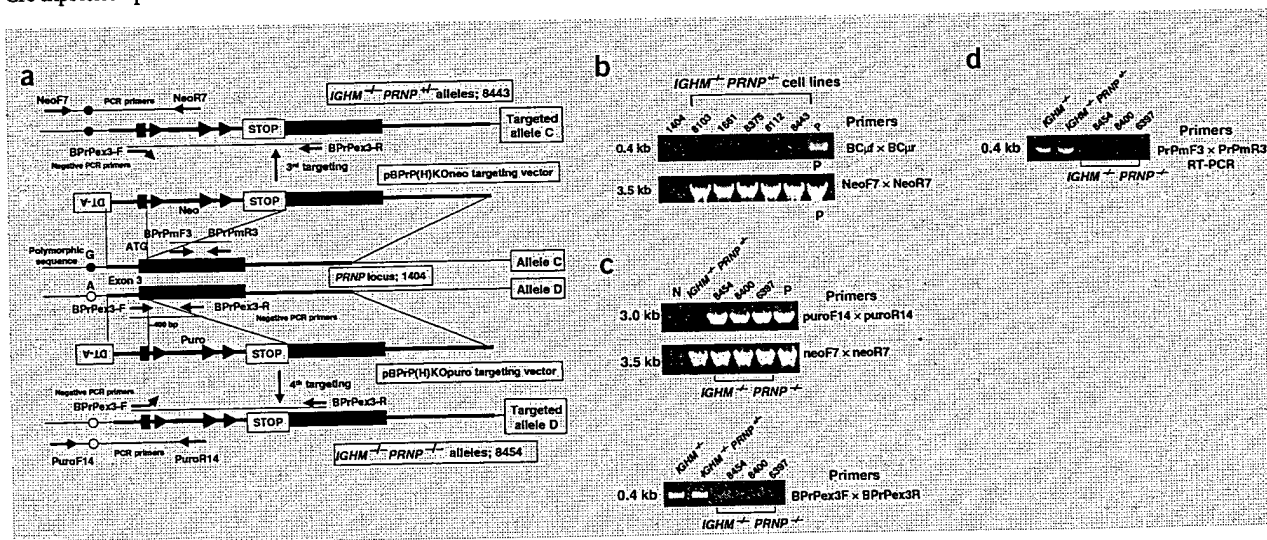 a
NeoF7
PCR primers
NeoR7
IGHM-/- PRNP+/- alleles; 8443
STOP
Targeted allele C
BPrPex3-F
Negative PCR primers
BPrPex3-R
3rd targeting
pBPrP(H)KOneo targeting vector
DT-A
Neo
STOP
BPrPmF3
BPrPmR3
ATG
Polymorphic sequence
G
Allele C
Exon 3
PRNP locus; 1404
A
Allele D
BPrPex3-F
BPrPex3-R
Negative PCR primers
Puro
DT-A
STOP
pBPrP(H)KOpuro targeting vector
4th targeting
Negative PCR primers
BPrPex3-F
BPrPex3-R
STOP
Targeted allele D
PuroF14
PCR primers
PuroR14
IGHM-/- PRNP-/- alleles; 8454
b
IGHM-/- PRNP+/- cell lines
1404
8103
1661
8375
8112
8443
P
Primers
0.4 kb
BCµf × BCµr
P
3.5 kb
NeoF7 × NeoR7
P
c
N
IGHM-/- PRNP+/-
8454
8400
6397
P
Primers
3.0 kb
puroF14 × puroR14
3.5 kb
neoF7 × neoR7
IGHM-/- PRNP-/-
IGHM-/-
IGHM-/- PRNP+/-
8454
8400
6397
Primers
0.4 kb
BPrPex3F × BPrPex3R
IGHM-/- PRNP-/-
d
IGHM-/-
IGHM-/- PRNP+/-
8454
8400
6397
Primers
0.4 kb
PrPmF3 × PrPmR3
RT-PCR
IGHM-/- PRNP-/-